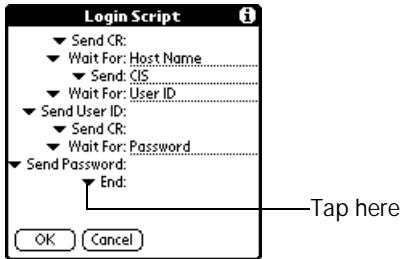 Login Script i
Send CR:
Wait For: Host Name
Send: CIS
Wait For: User ID
Send User ID:
Send CR:
Wait For: Password
Send Password:
End:
Tap here
OK Cancel